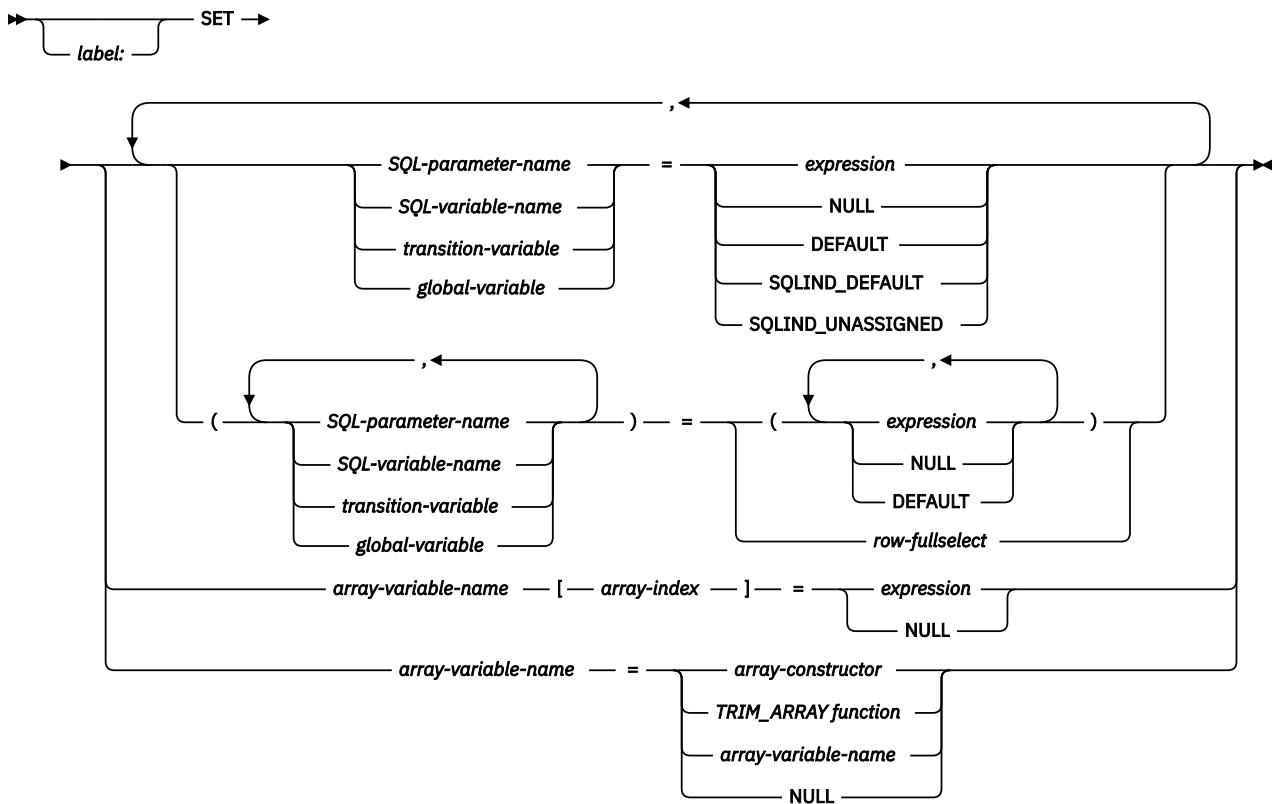 SET
label:
,
SQL-parameter-name = expression
SQL-variable-name NULL
transition-variable DEFAULT
global-variable SQLIND_DEFAULT
SQLIND_UNASSIGNED
, ,
( SQL-parameter-name ) = ( expression )
SQL-variable-name NULL
transition-variable DEFAULT
global-variable row-fullselect
array-variable-name [ array-index ] = expression
NULL
array-variable-name = array-constructor
TRIM_ARRAY function
array-variable-name
NULL